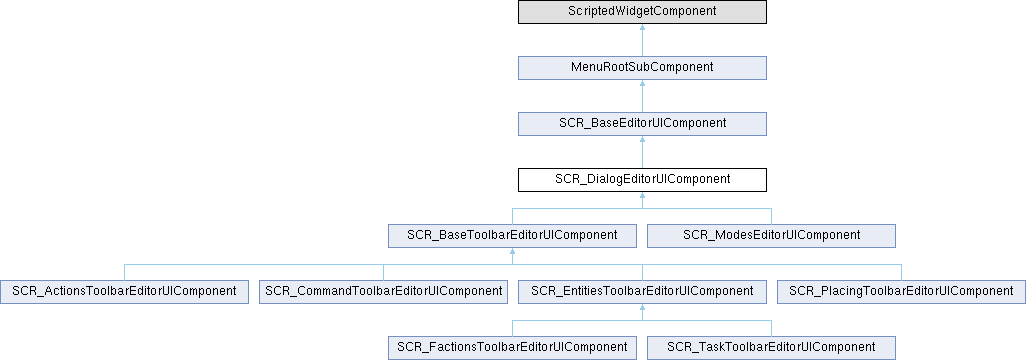 ScriptedWidgetComponent
MenuRootSubComponent
SCR_BaseEditorUIComponent
SCR_DialogEditorUIComponent
SCR_BaseToolbarEditorUIComponent
SCR_ModesEditorUIComponent
SCR_ActionsToolbarEditorUIComponent
SCR_CommandToolbarEditorUIComponent
SCR_EntitiesToolbarEditorUIComponent
SCR_PlacingToolbarEditorUIComponent
SCR_FactionsToolbarEditorUIComponent
SCR_TaskToolbarEditorUIComponent